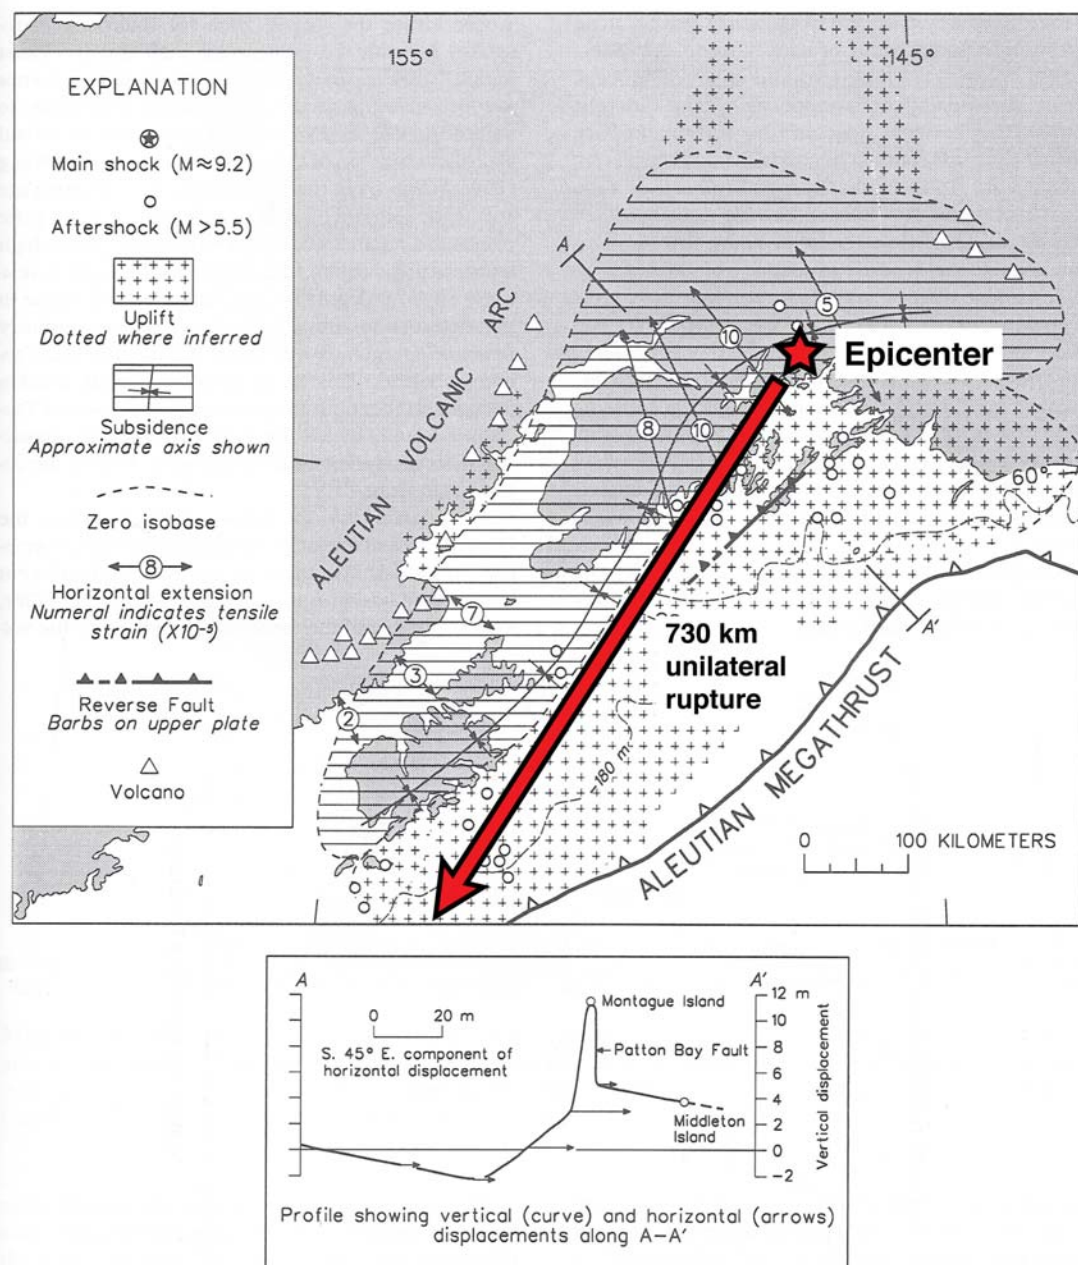 155°
145°
EXPLANATION
Main shock (M≈9.2)
Aftershock (M >5.5)
Uplift
Dotted where inferred
Subsidence
Approximate axis shown
Zero isobase
8
Horizontal extension
Numeral indicates tensile
strain (X10⁻⁵)
Reverse Fault
Barbs on upper plate
Volcano
A
ALEUTIAN VOLCANIC ARC
5
10
8
10
Epicenter
60°
7
3
2
A'
730 km
unilateral
rupture
-180 m
ALEUTIAN MEGATHRUST
0 100 KILOMETERS
A
A'
12 m
10
8
6
4
2
0
-2
Vertical displacement
0 20 m
S. 45° E. component of
horizontal displacement
Montague Island
Patton Bay Fault
Middleton
Island
Profile showing vertical (curve) and horizontal (arrows)
displacements along A-A'